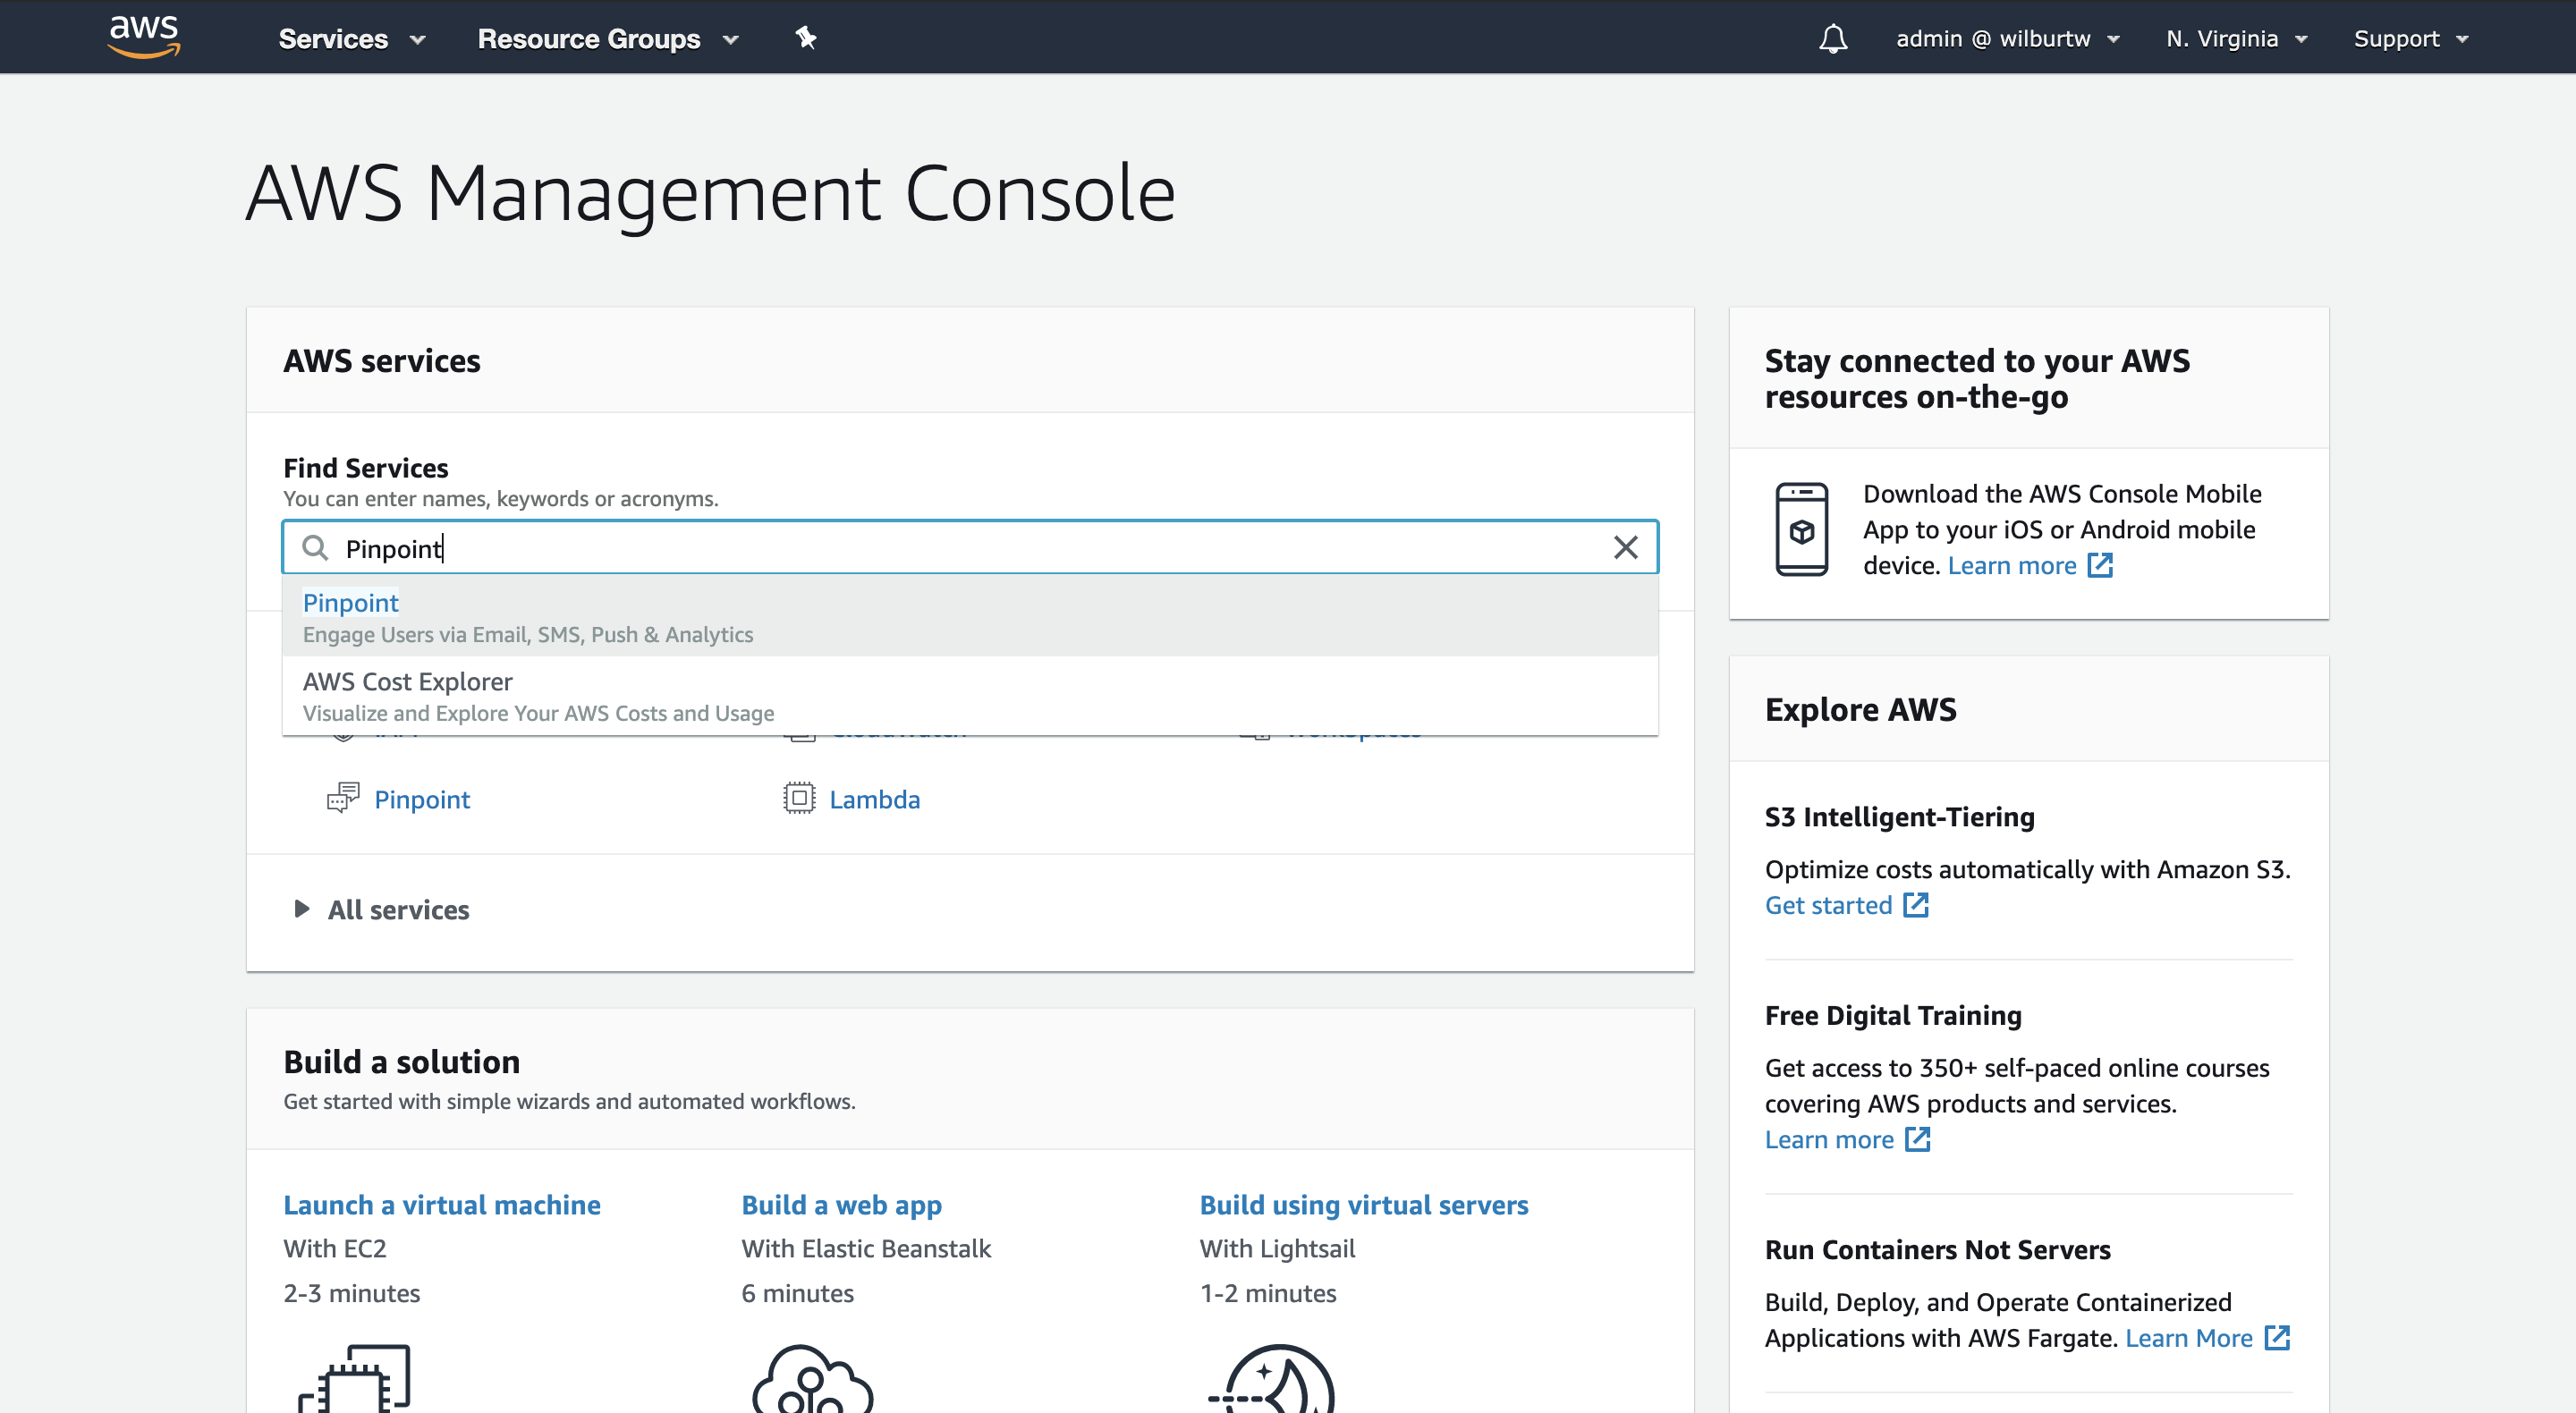 aws
Services
Resource Groups
admin @ wilburtw
N. Virginia
Support
AWS Management Console
AWS services
Find Services
You can enter names, keywords or acronyms.
Pinpoint
Pinpoint
Engage Users via Email, SMS, Push & Analytics
AWS Cost Explorer
Visualize and Explore Your AWS Costs and Usage
CloudWatch
WorkSpaces
Pinpoint
Lambda
All services
Build a solution
Get started with simple wizards and automated workflows.
Launch a virtual machine
With EC2
2-3 minutes
Build a web app
With Elastic Beanstalk
6 minutes
Build using virtual servers
With Lightsail
1-2 minutes
Stay connected to your AWS
resources on-the-go
Download the AWS Console Mobile
App to your iOS or Android mobile
device. Learn more
Explore AWS
S3 Intelligent-Tiering
Optimize costs automatically with Amazon S3.
Get started
Free Digital Training
Get access to 350+ self-paced online courses
covering AWS products and services.
Learn more
Run Containers Not Servers
Build, Deploy, and Operate Containerized
Applications with AWS Fargate. Learn More